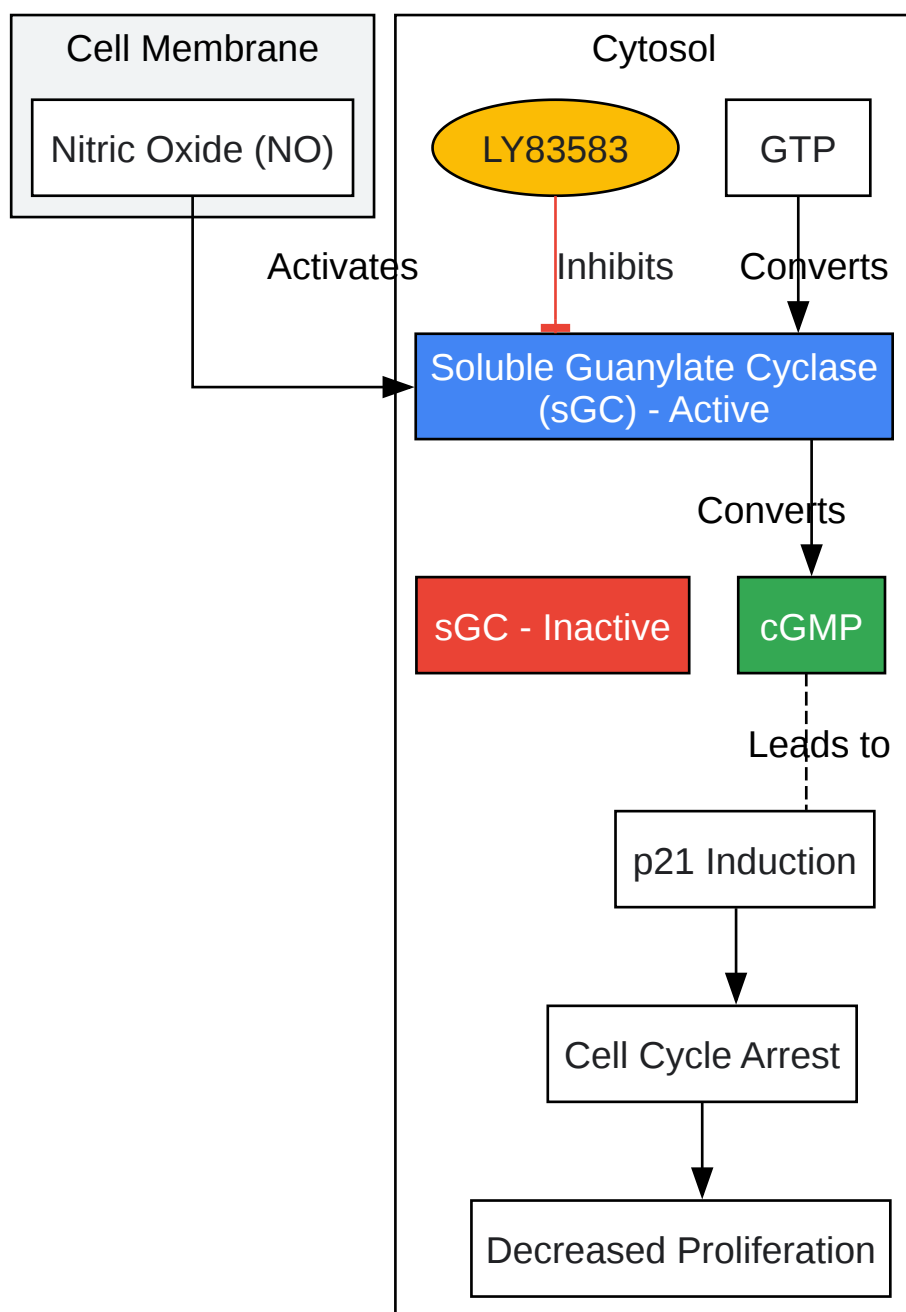 Cell Membrane
Cytosol
Nitric Oxide (NO)
LY83583
GTP
Activates
Inhibits
Converts
Soluble Guanylate Cyclase
(sGC) - Active
Converts
sGC - Inactive
cGMP
Leads to
p21 Induction
Cell Cycle Arrest
Decreased Proliferation